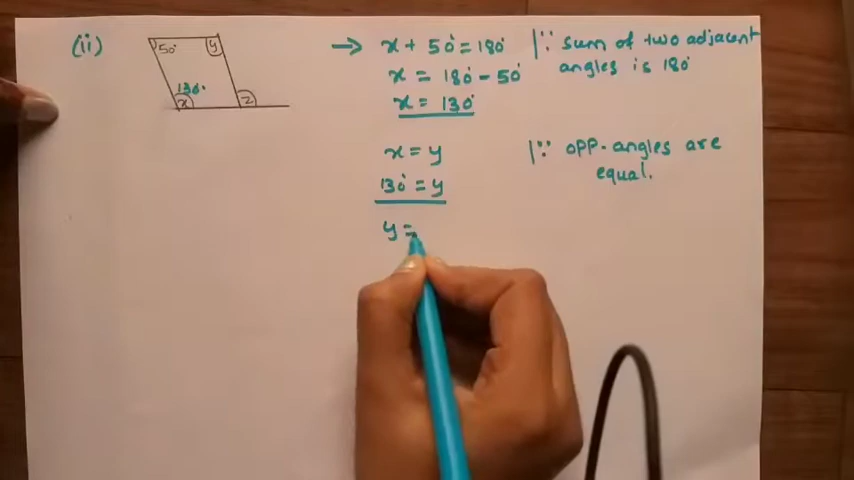 (ii)
50° y
130°
x z
→ x + 50° = 180° |∵ sum of two adjacent
angles is 180°
x = 180° - 50°
x = 130°
x = y |∵ opp. angles are
equal.
130° = y
y =